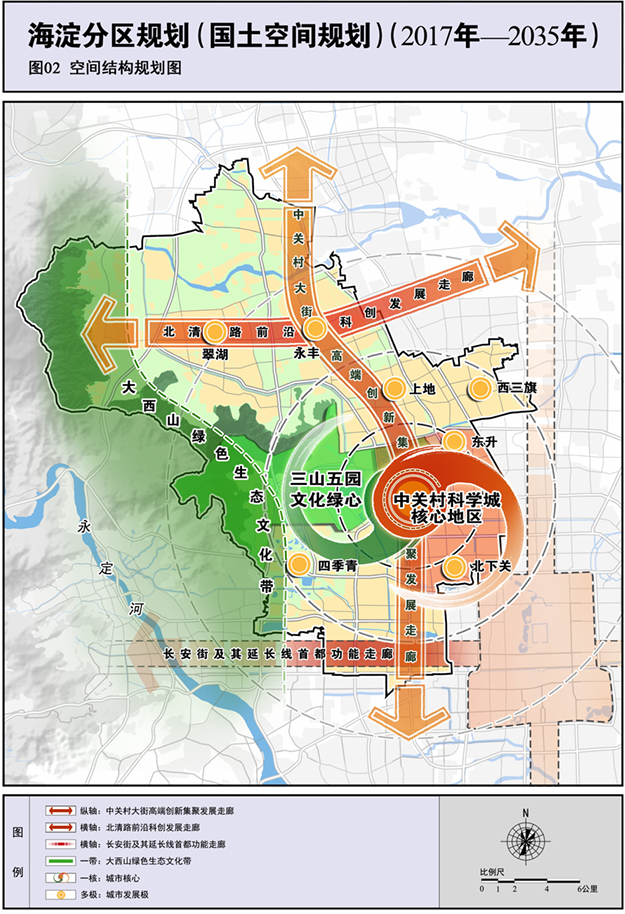 海淀分区规划（国土空间规划）（2017年—2035年）
图02 空间结构规划图
中关村大街高端创新集聚发展走廊
北清路前沿科创发展走廊
翠湖
永丰
上地
西三旗
大西山绿色生态文化带
东升
三山五园
文化绿心
中关村科学城
核心地区
四季青
北下关
永定河
长安街及其延长线首都功能走廊
图例
纵轴：中关村大街高端创新集聚发展走廊
横轴：北清路前沿科创发展走廊
横轴：长安街及其延长线首都功能走廊
一带：大西山绿色生态文化带
一核：城市核心
多极：城市发展极
N
比例尺
0 1 2 4 6公里